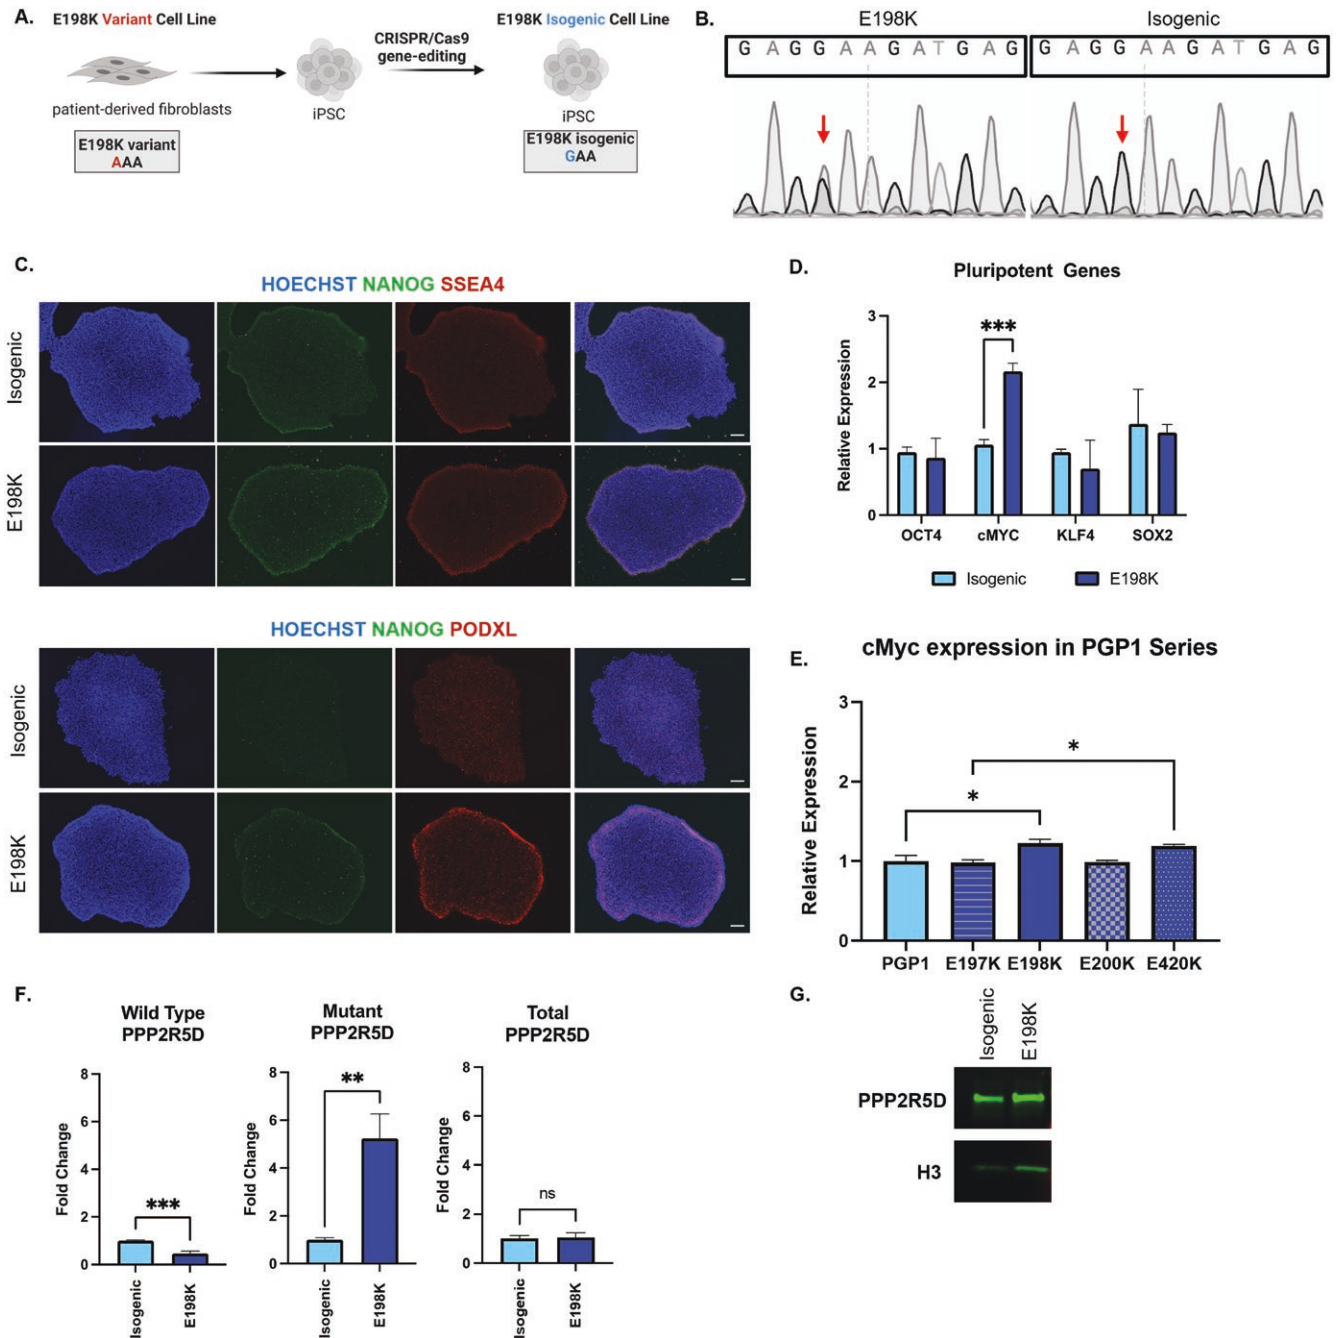 A.
E198K Variant Cell Line
E198K Isogenic Cell Line
CRISPR/Cas9
gene-editing
patient-derived fibroblasts
iPSC
iPSC
E198K variant
AAA
E198K isogenic
GAA
B.
E198K
Isogenic
G A G G A A G A T G A G
G A G G A A G A T G A G
C.
HOECHST NANOG SSEA4
Isogenic
E198K
HOECHST NANOG PODXL
Isogenic
E198K
D.
Pluripotent Genes
Relative Expression
3
2
1
0
***
OCT4
cMYC
KLF4
SOX2
Isogenic
E198K
E.
cMyc expression in PGP1 Series
Relative Expression
3
2
1
0
*
*
PGP1
E197K
E198K
E200K
E420K
F.
Wild Type
PPP2R5D
Fold Change
8
6
4
2
0
***
Isogenic
E198K
Mutant
PPP2R5D
Fold Change
8
6
4
2
0
**
Isogenic
E198K
Total
PPP2R5D
Fold Change
8
6
4
2
0
ns
Isogenic
E198K
G.
Isogenic
E198K
PPP2R5D
H3